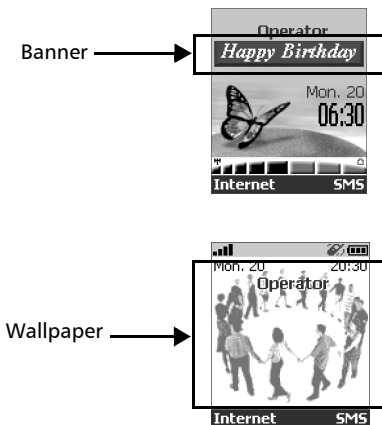 Operator
Banner
Happy Birthday
Mon. 20
06:30
Internet SMS
Mon. 20 20:30
Operator
Wallpaper
Internet SMS